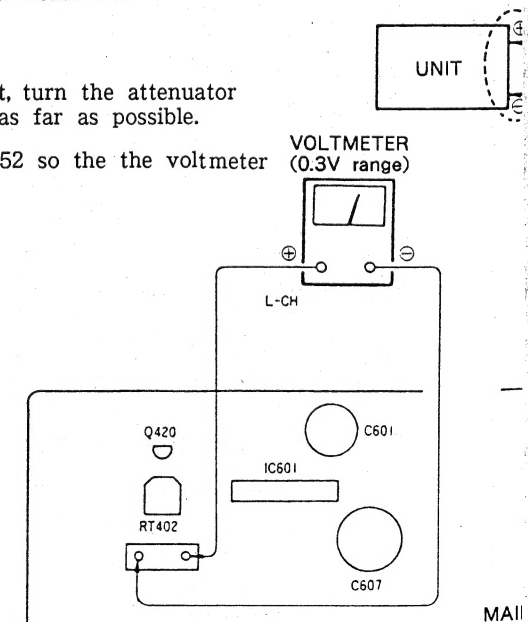 t, turn the attenuator
as far as possible.
52 so the the voltmeter
UNIT
⊕
⊖
VOLTMETER
(0.3V range)
⊕
⊖
L-CH
Q420
C601
IC601
RT402
C607